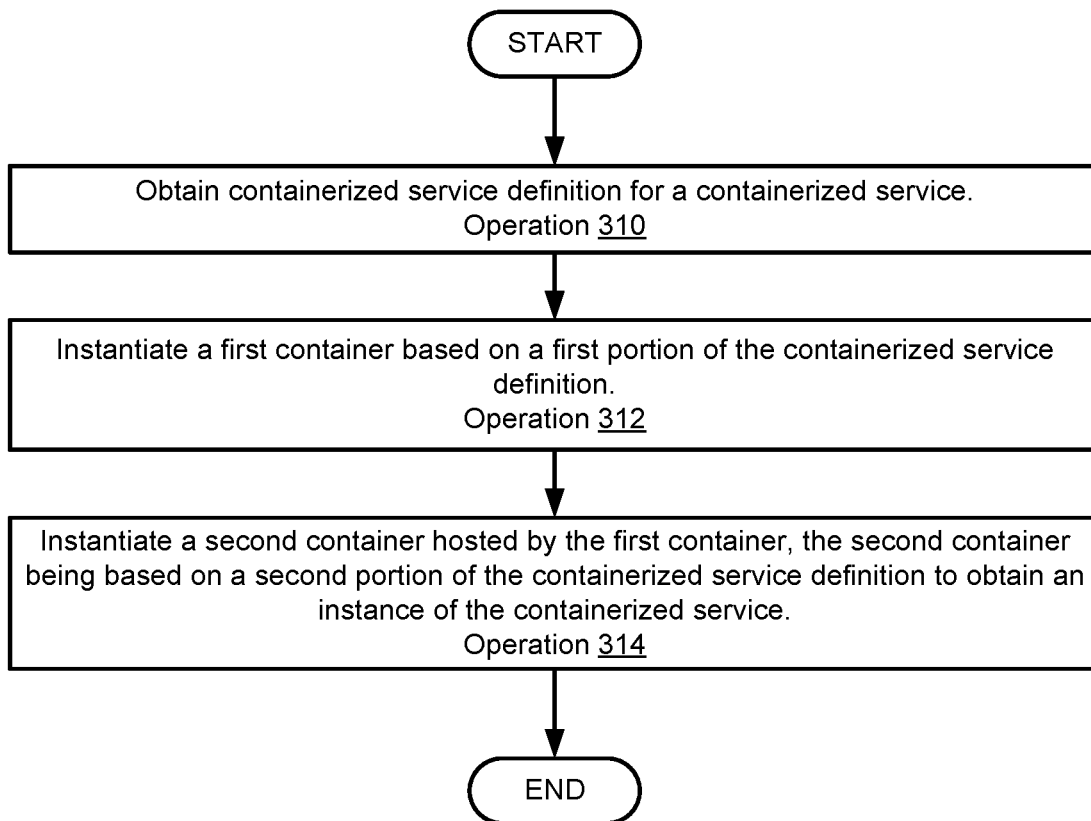 START
Obtain containerized service definition for a containerized service.
Operation 310
Instantiate a first container based on a first portion of the containerized service
definition.
Operation 312
Instantiate a second container hosted by the first container, the second container
being based on a second portion of the containerized service definition to obtain an
instance of the containerized service.
Operation 314
END